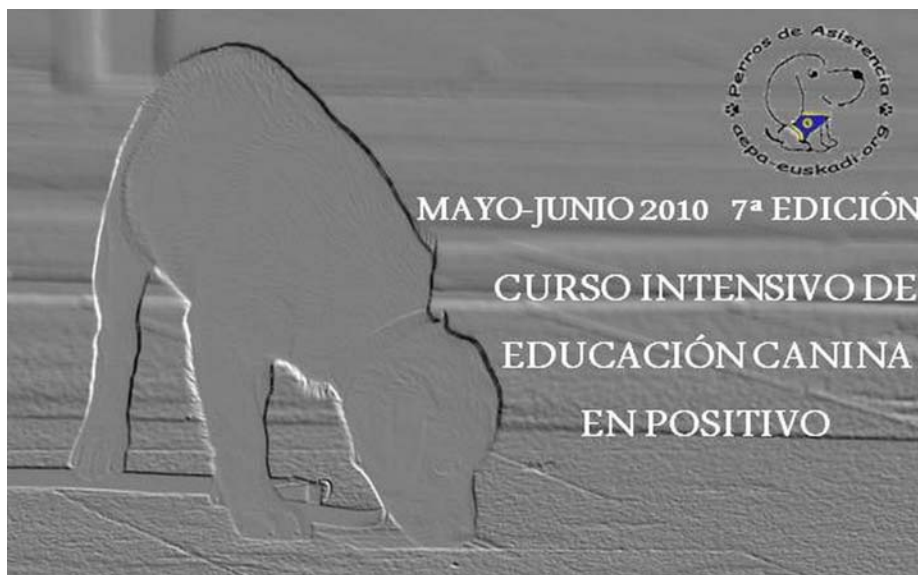 Perros de Asistencia
aepa-euskadi.org
MAYO-JUNIO 2010 7ª EDICIÓN
CURSO INTENSIVO DE
EDUCACIÓN CANINA
EN POSITIVO